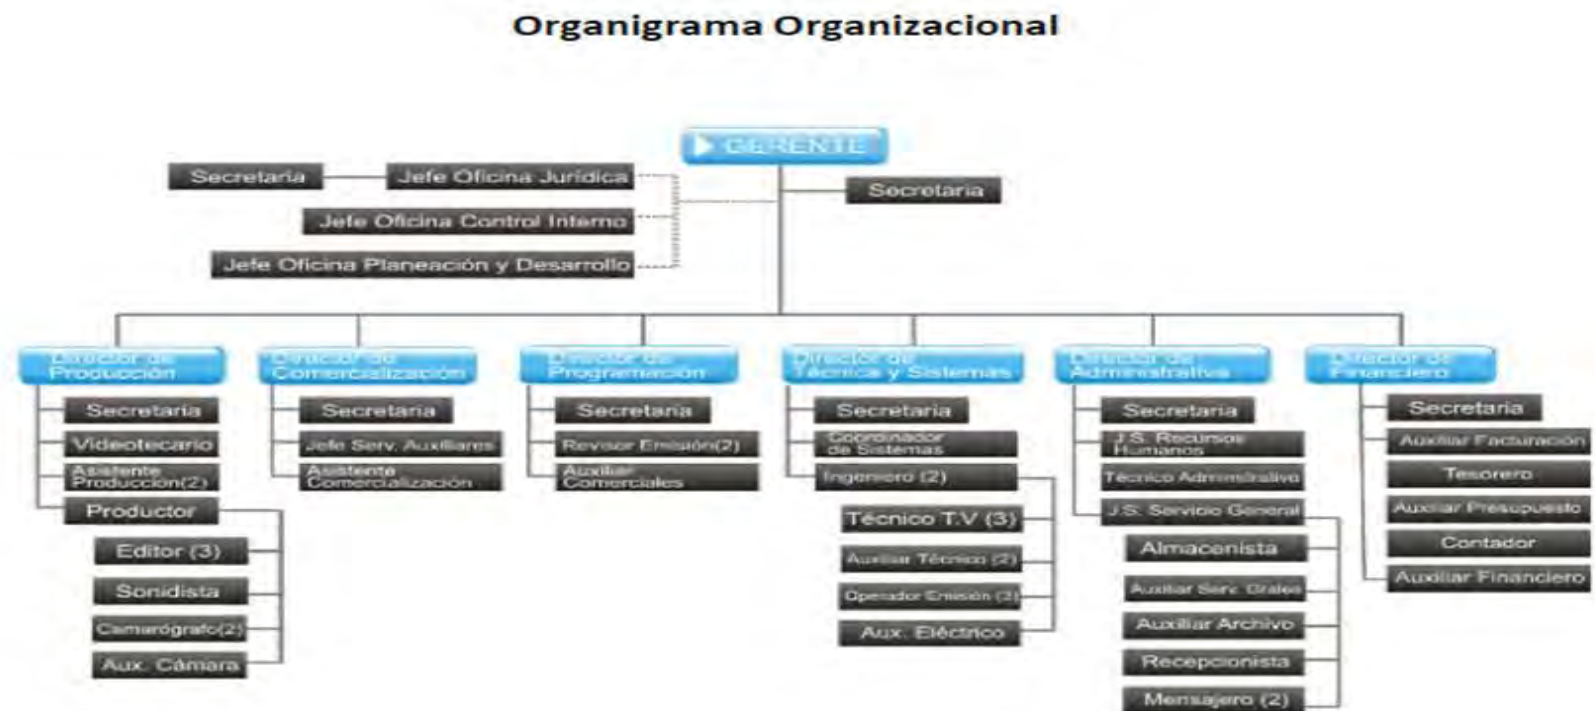 Organigrama Organizacional
GERENTE
Secretaria
Jefe Oficina Jurídica
Secretaria
Jefe Oficina Control Interno
Jefe Oficina Planeación y Desarrollo
Director de
Producción
Secretaria
Videotecario
Asistente
Producción(2)
Productor
Editor (3)
Sonidista
Camarógrafo(2)
Aux. Cámara
Director de
Comercialización
Secretaria
Jefe Serv. Auxiliares
Asistente
Comercialización
Director de
Programación
Secretaria
Revisor Emisión(2)
Auxiliar
Comerciales
Director de
Técnica y Sistemas
Secretaria
Coordinador
de Sistemas
Ingeniero (2)
Técnico T.V (3)
Auxiliar Técnico (2)
Operador Emisión
Aux. Eléctrico
Director de
Administrativa
Secretaria
J.S. Recursos
Humanos
Técnico Administrativo
J.S. Servicio General
Almacenista
Auxiliar Serv. Grales
Auxiliar Archivo
Recepcionista
Mensajero (2)
Director de
Financiero
Secretaria
Auxiliar Facturación
Tesorero
Auxiliar Presupuesto
Contador
Auxiliar Financiero